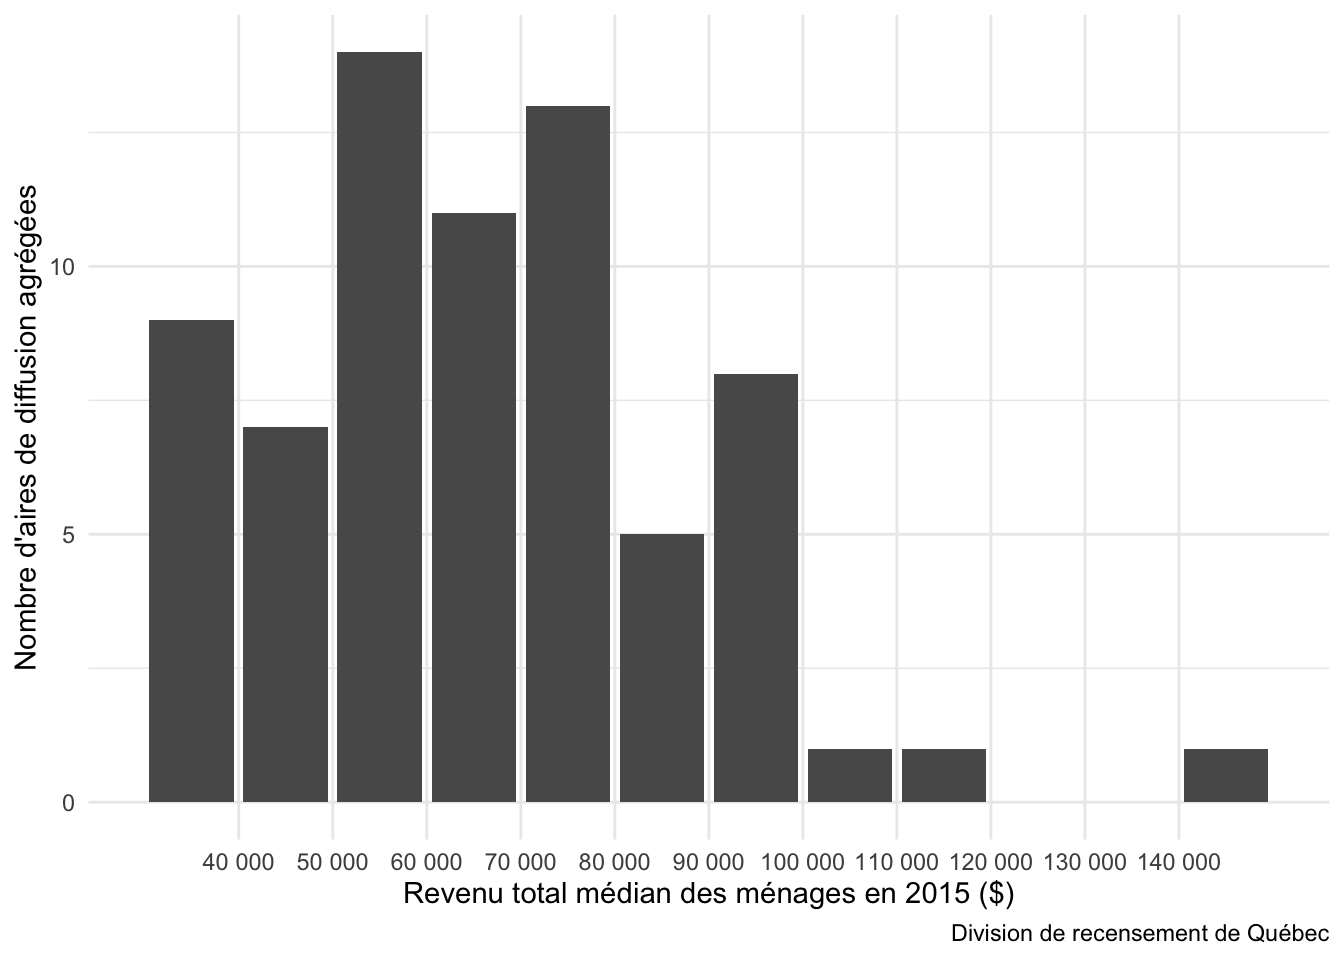 Nombre d'aires de diffusion agrégées
10
5
0
40 000 50 000 60 000 70 000 80 000 90 000 100 000 110 000 120 000 130 000 140 000
Revenu total médian des ménages en 2015 ($)
Division de recensement de Québec